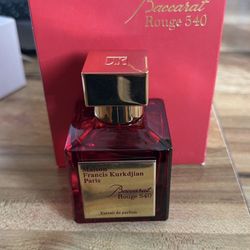 Baccarat
Rouge 540
Maison
Francis Kurkdjian
Paris
Baccarat
Rouge 540
Extrait de parfum